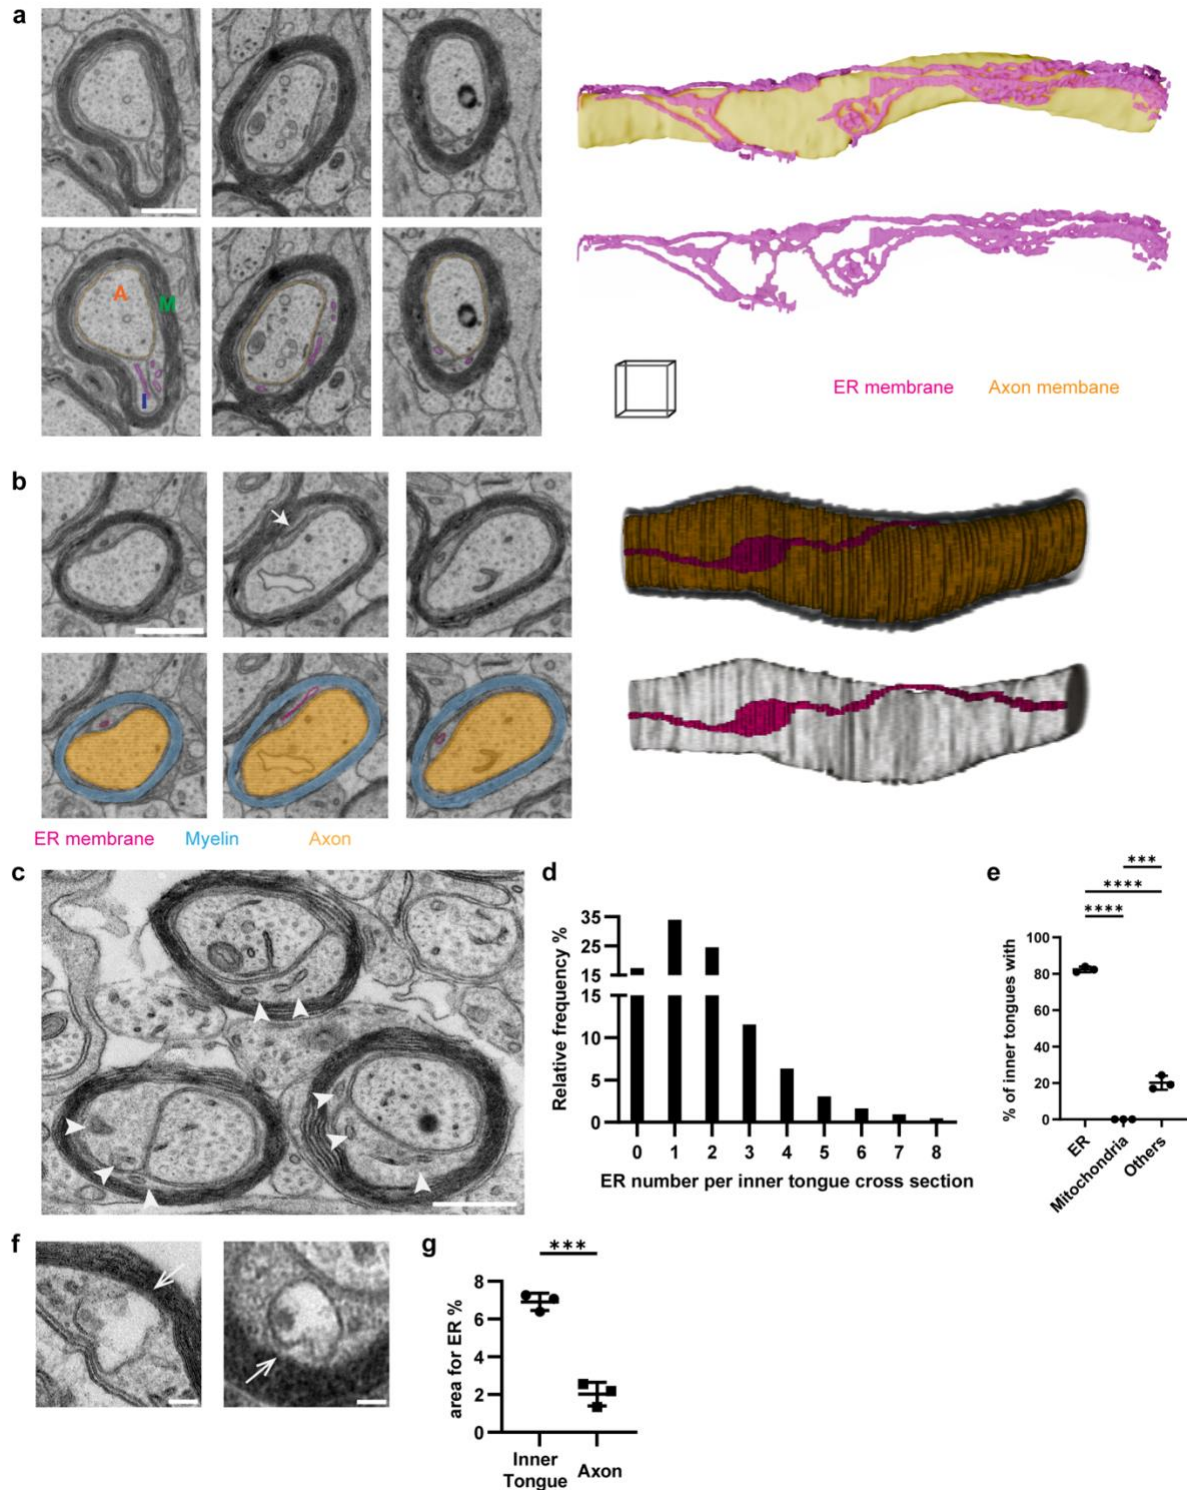 a
A
M
I
ER membrane
Axon membane
b
ER membrane
Myelin
Axon
c
d
35
25
15
15
10
5
0
Relative frequency %
0 1 2 3 4 5 6 7 8
ER number per inner tongue cross section
e
***
****
****
100
80
60
40
20
0
% of inner tongues with
ER
Mitochondria
Others
f
g
***
8
6
4
2
0
area for ER %
Inner
Tongue
Axon